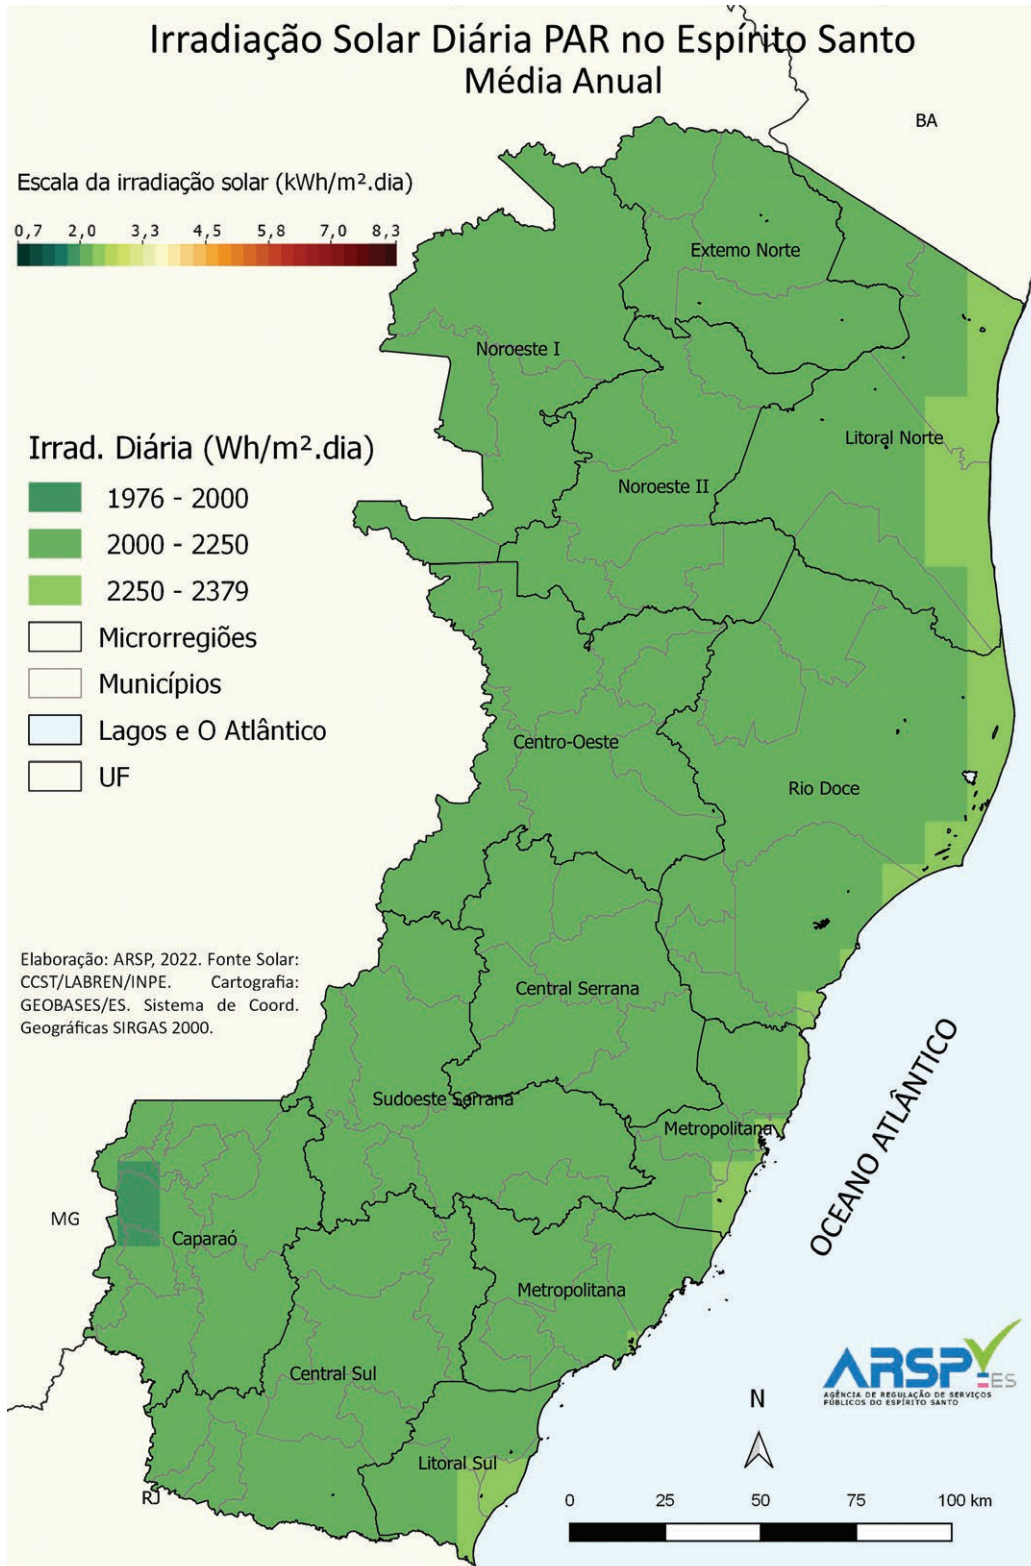 Irradiação Solar Diária PAR no Espírito Santo
Média Anual
BA
Escala da irradiação solar (kWh/m².dia)
0,7 2,0 3,3 4,5 5,8 7,0 8,3
Extemo Norte
Noroeste I
Litoral Norte
Irrad. Diária (Wh/m².dia)
1976 - 2000
2000 - 2250
2250 - 2379
Microrregiões
Municípios
Lagos e O Atlântico
UF
Noroeste II
Centro-Oeste
Rio Doce
Elaboração: ARSP, 2022. Fonte Solar:
CCST/LABREN/INPE. Cartografia:
GEOBASES/ES. Sistema de Coord.
Geográficas SIRGAS 2000.
Central Serrana
Sudoeste Serrana
Metropolitana
OCEANO ATLÂNTICO
MG
Caparaó
Metropolitana
Central Sul
Litoral Sul
RJ
ARSP
ES
AGÊNCIA DE REGULAÇÃO DE SERVIÇOS
PÚBLICOS DO ESPÍRITO SANTO
N
0 25 50 75 100 km